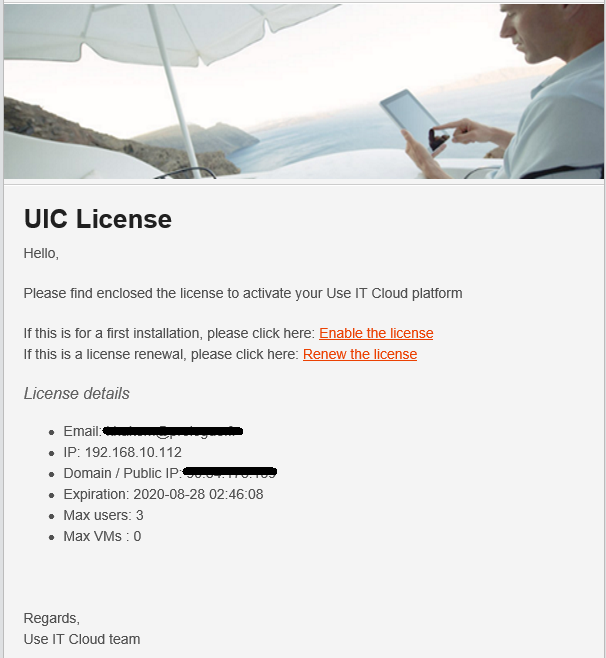 UIC License
Hello,
Please find enclosed the license to activate your Use IT Cloud platform
If this is for a first installation, please click here: Enable the license
If this is a license renewal, please click here: Renew the license
License details
Email:
IP: 192.168.10.112
Domain / Public IP:
Expiration: 2020-08-28 02:46:08
Max users: 3
Max VMs : 0
Regards,
Use IT Cloud team